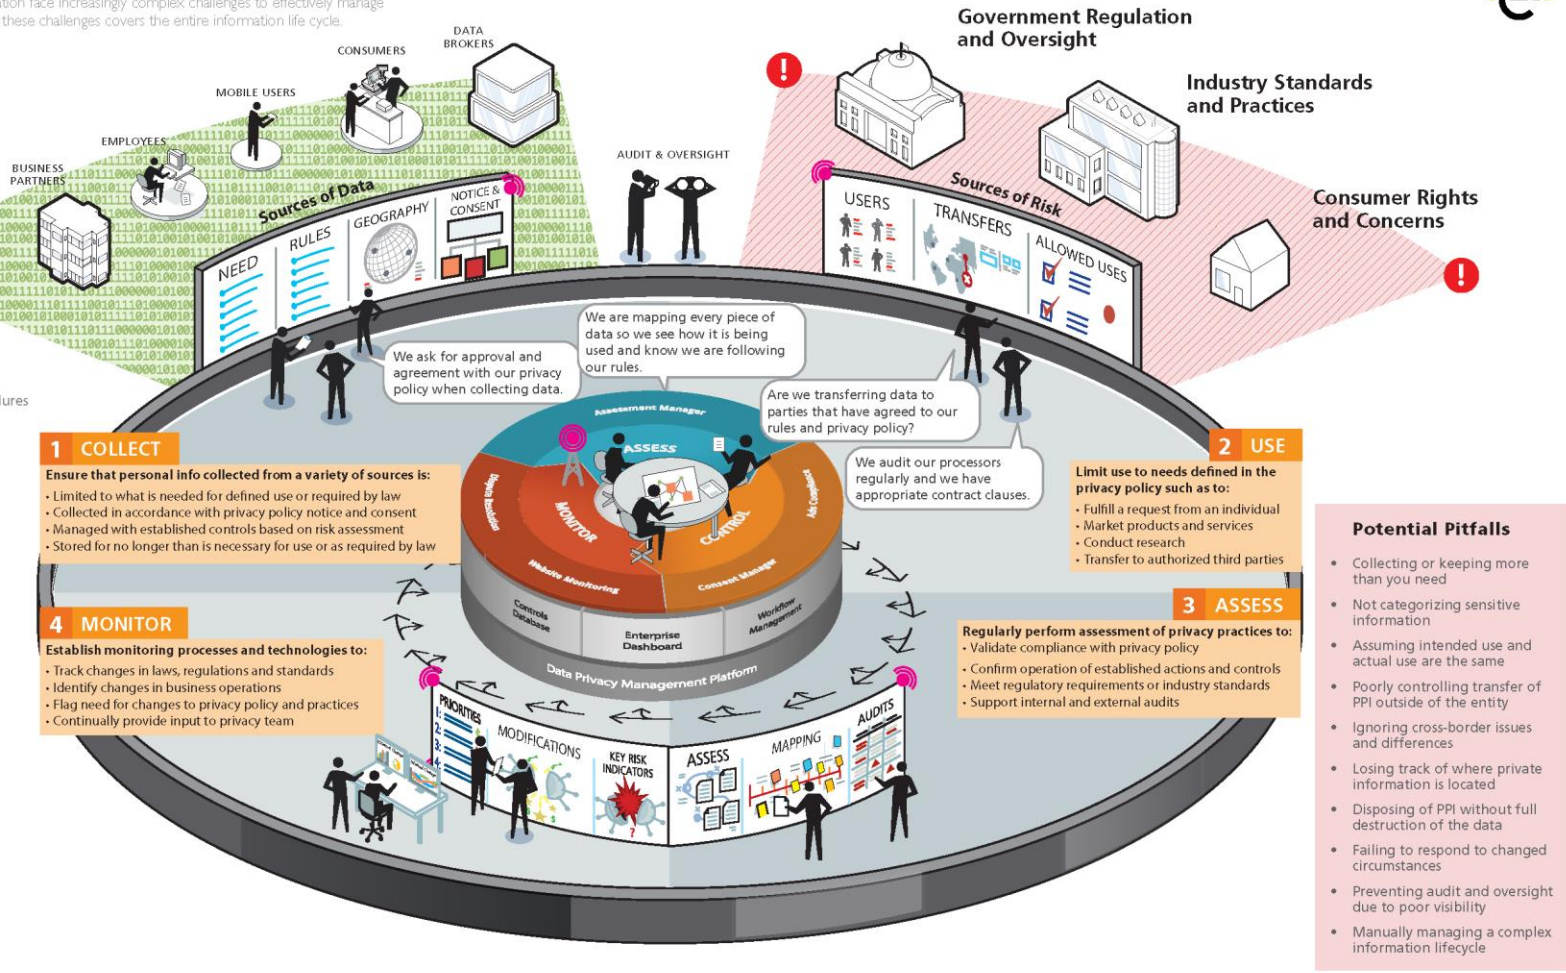 ation face increasingly complex challenges to effectively manage
these challenges covers the entire information life cycle.
BUSINESS
PARTNERS
EMPLOYEES
MOBILE USERS
CONSUMERS
DATA
BROKERS
Sources of Data
NEED
RULES
GEOGRAPHY
NOTICE &
CONSENT
AUDIT & OVERSIGHT
Government Regulation
and Oversight
Industry Standards
and Practices
Consumer Rights
and Concerns
!
!
Sources of Risk
USERS
TRANSFERS
ALLOWED USES
We ask for approval and
agreement with our privacy
policy when collecting data.
We are mapping every piece of
data so we see how it is being
used and know we are following
our rules.
Are we transferring data to
parties that have agreed to our
rules and privacy policy?
We audit our processors
regularly and we have
appropriate contract clauses.
lures
1 COLLECT
Ensure that personal info collected from a variety of sources is:
• Limited to what is needed for defined use or required by law
• Collected in accordance with privacy policy notice and consent
• Managed with established controls based on risk assessment
• Stored for no longer than is necessary for use or as required by law
2 USE
Limit use to needs defined in the
privacy policy such as to:
• Fulfill a request from an individual
• Market products and services
• Conduct research
• Transfer to authorized third parties
3 ASSESS
Regularly perform assessment of privacy practices to:
• Validate compliance with privacy policy
• Confirm operation of established actions and controls
• Meet regulatory requirements or industry standards
• Support internal and external audits
4 MONITOR
Establish monitoring processes and technologies to:
• Track changes in laws, regulations and standards
• Identify changes in business operations
• Flag need for changes to privacy policy and practices
• Continually provide input to privacy team
Assessment Manager
ASSESS
Dispute Resolution
MONITOR
Website Monitoring
CONTROL
Ads Compliance
Consent Manager
Controls
Database
Enterprise
Dashboard
Workflow
Management
Data Privacy Management Platform
PRIORITIES
1:
2:
3:
4:
MODIFICATIONS
KEY RISK
INDICATORS
?
ASSESS
MAPPING
AUDITS
Potential Pitfalls
• Collecting or keeping more
than you need
• Not categorizing sensitive
information
• Assuming intended use and
actual use are the same
• Poorly controlling transfer of
PPI outside of the entity
• Ignoring cross-border issues
and differences
• Losing track of where private
information is located
• Disposing of PPI without full
destruction of the data
• Failing to respond to changed
circumstances
• Preventing audit and oversight
due to poor visibility
• Manually managing a complex
information lifecycle